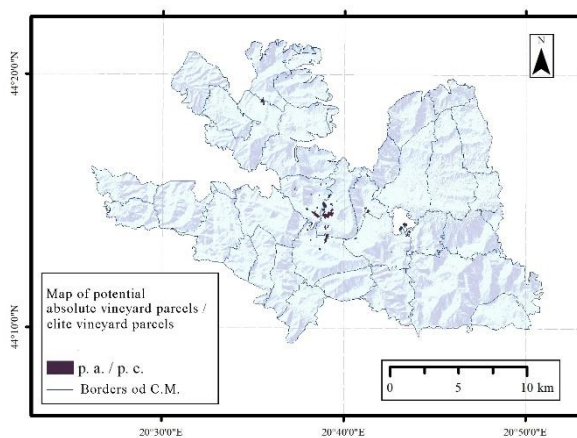 N
44°20'0"N
44°10'0"N
Map of potential
absolute vineyard parcels /
elite vineyard parcels
p. a. / p. c.
Borders od C.M.
0 5 10 km
20°30'0"E 20°40'0"E 20°50'0"E